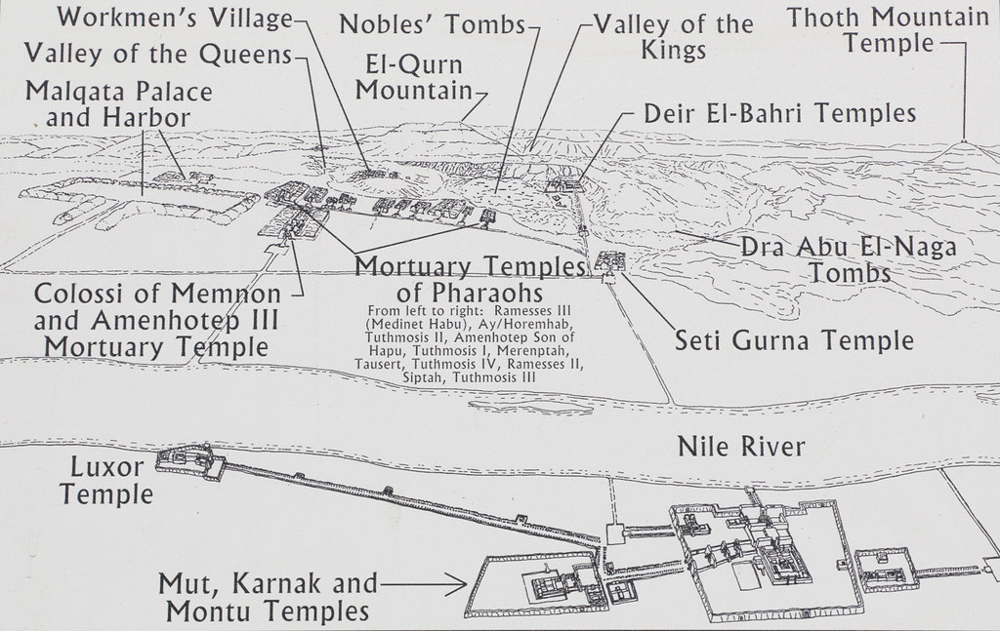 Workmen's Village
Valley of the Queens
Malqata Palace
and Harbor
Nobles' Tombs
El-Qurn
Mountain
Valley of the
Kings
Thoth Mountain
Temple
Deir El-Bahri Temples
Dra Abu El-Naga
Tombs
Colossi of Memnon
and Amenhotep III
Mortuary Temple
Mortuary Temples
of Pharaohs
From left to right: Ramesses III
(Medinet Habu), Ay/Horemhab,
Tuthmosis II, Amenhotep Son of
Hapu, Tuthmosis I, Merenptah,
Tausert, Tuthmosis IV, Ramesses II,
Siptah, Tuthmosis III
Seti Gurna Temple
Nile River
Luxor
Temple
Mut, Karnak and
Montu Temples